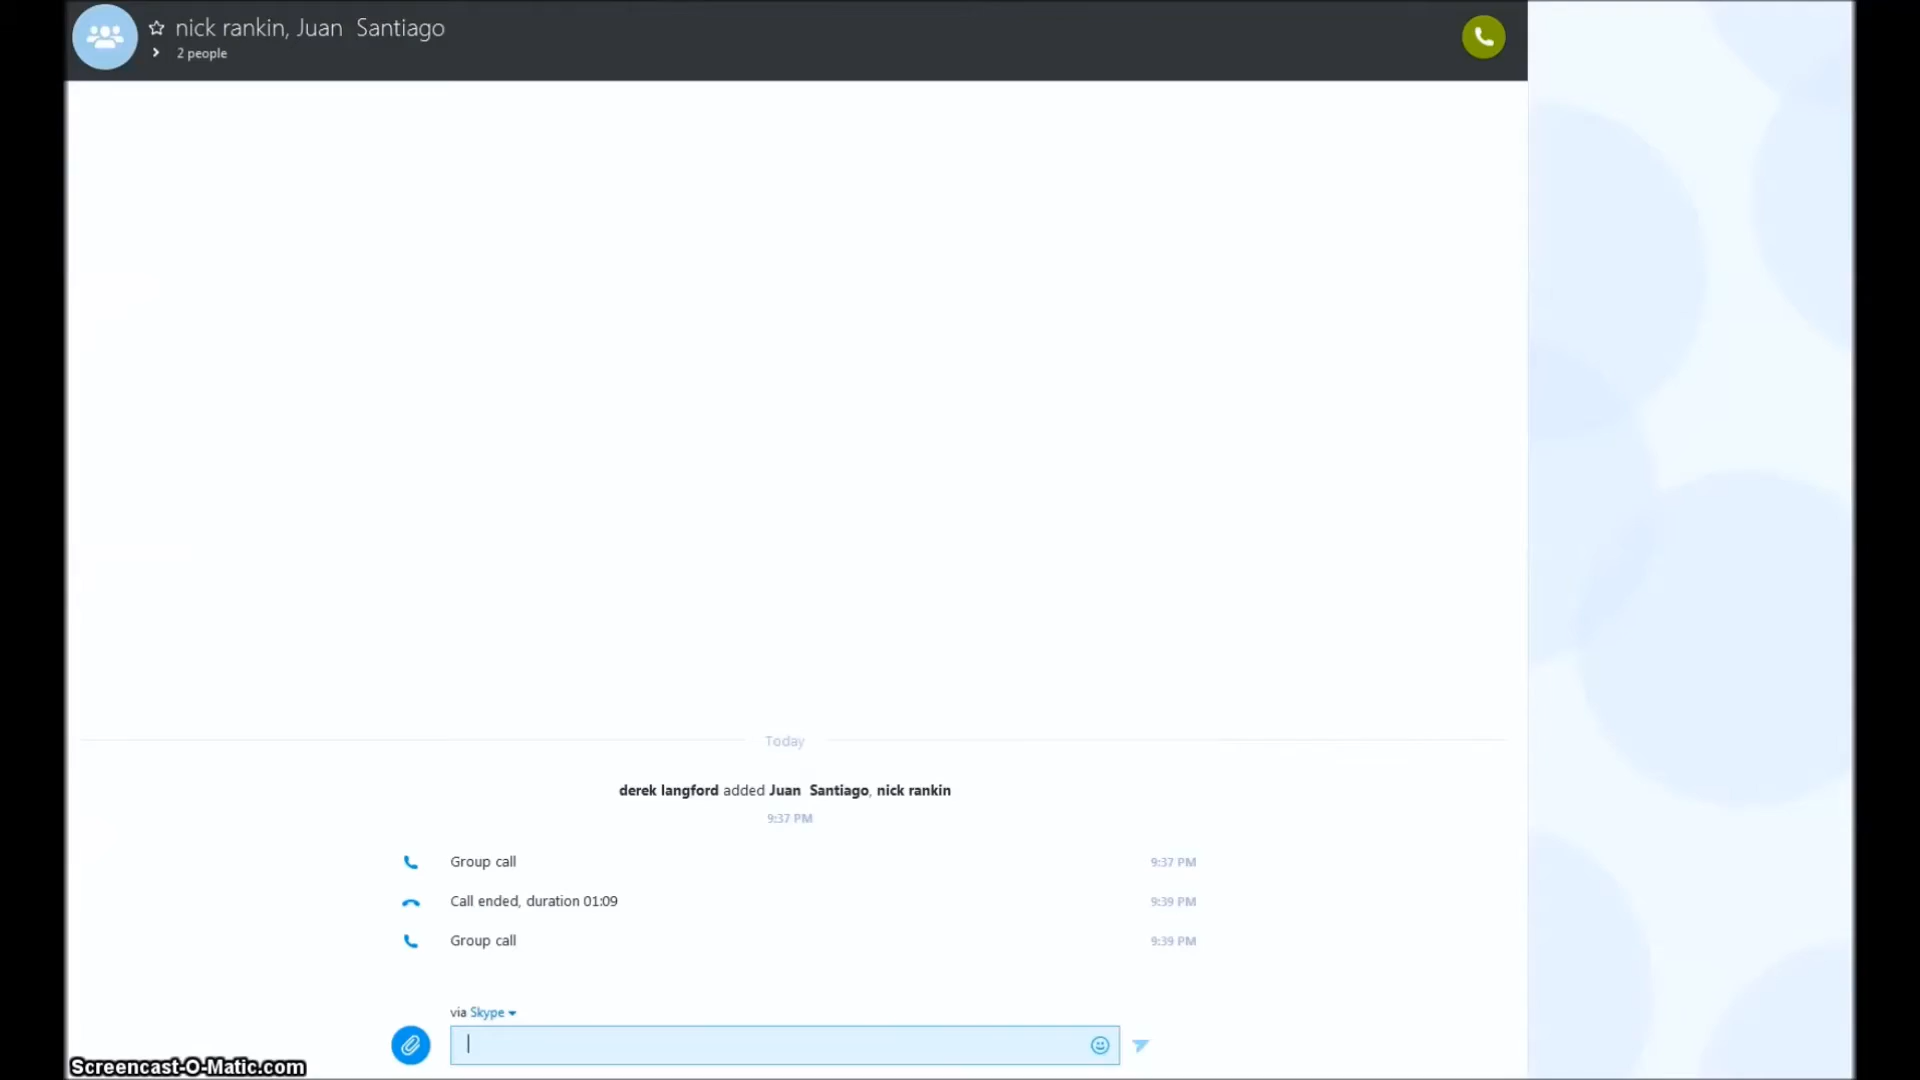 nick rankin, Juan  Santiago
2 people
Today
derek langford added Juan  Santiago, nick rankin
9:37 PM
Group call 9:37 PM
Call ended, duration 01:09 9:39 PM
Group call 9:39 PM
via Skype
Screencast-O-Matic.com